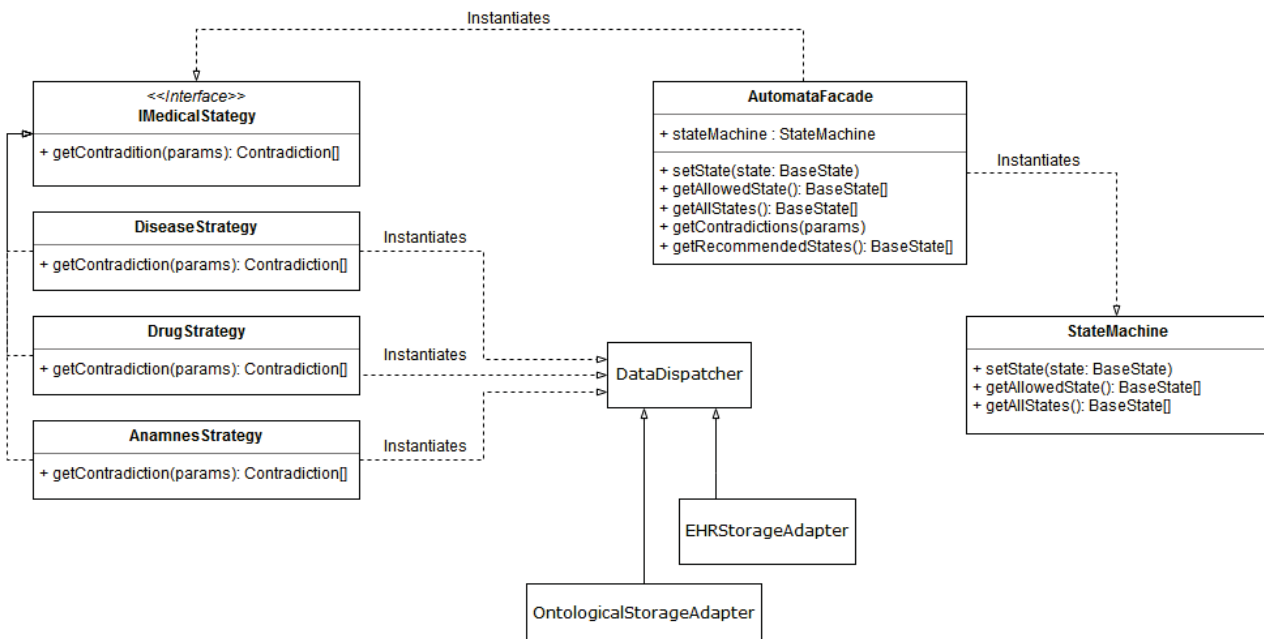 Instantiates
<<Interface>>
IMedicalStategy
+ getContradition(params): Contradiction[]
AutomataFacade
+ stateMachine : StateMachine
+ setState(state: BaseState)
+ getAllowedState(): BaseState[]
+ getAllStates(): BaseState[]
+ getContradictions(params)
+ getRecommendedStates(): BaseState[]
Instantiates
DiseaseStrategy
+ getContradiction(params): Contradiction[]
Instantiates
DrugStrategy
+ getContradiction(params): Contradiction[]
Instantiates
AnamnesStrategy
+ getContradiction(params): Contradiction[]
Instantiates
DataDispatcher
StateMachine
+ setState(state: BaseState)
+ getAllowedState(): BaseState[]
+ getAllStates(): BaseState[]
EHRStorageAdapter
OntologicalStorageAdapter